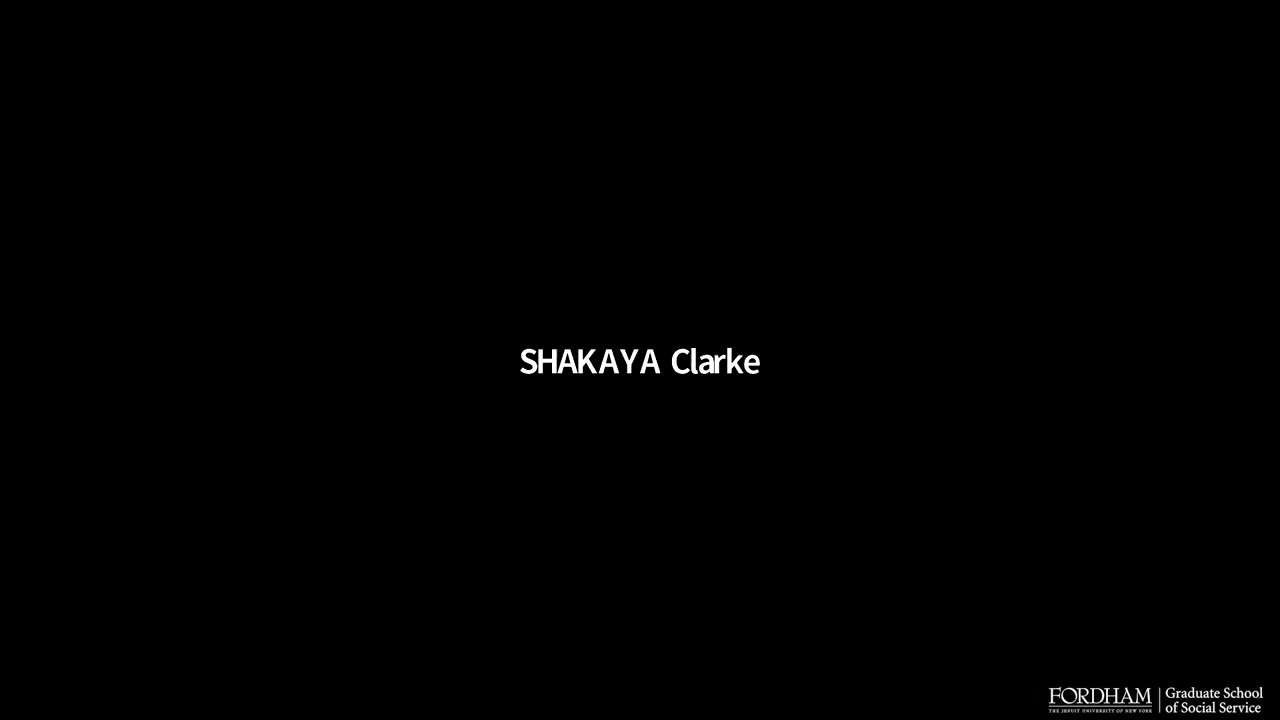 SHAKAYA Clarke
FORDHAM
THE JESUIT UNIVERSITY OF NEW YORK
Graduate School
of Social Service